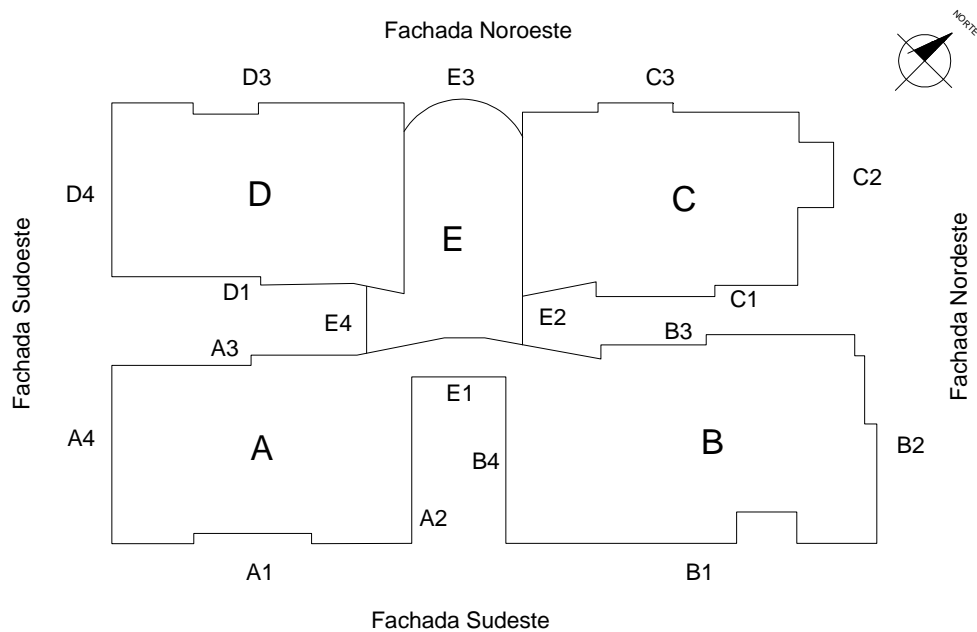 Fachada Noroeste
NORTE
D3
E3
C3
D4
D
C
C2
E
Fachada Sudoeste
Fachada Nordeste
D1
C1
E4
E2
A3
B3
E1
A4
A
B
B2
B4
A2
A1
B1
Fachada Sudeste